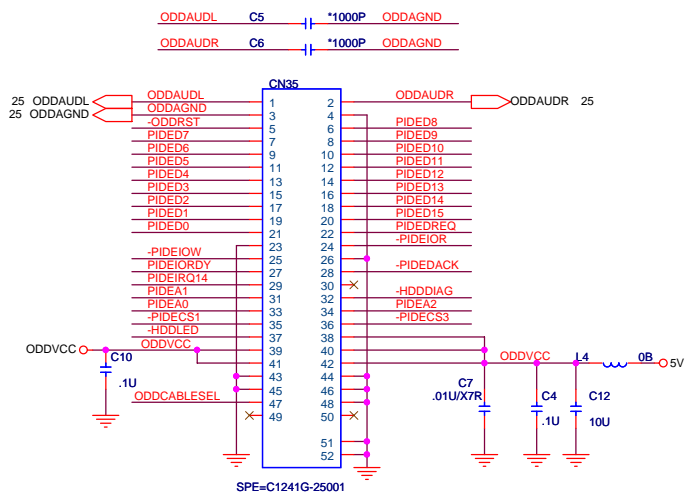 ODDAUDL C5 *1000P ODDAGND
ODDAUDR C6 *1000P ODDAGND
CN35
25 ODDAUDL ODDAUDL 1 2 ODDAUDR ODDAUDR 25
25 ODDAGND ODDAGND 3 4
-ODDRST 5 6 PIDED8
PIDED7 7 8 PIDED9
PIDED6 9 10 PIDED10
PIDED5 11 12 PIDED11
PIDED4 13 14 PIDED12
PIDED3 15 16 PIDED13
PIDED2 17 18 PIDED14
PIDED1 19 20 PIDED15
PIDED0 21 22 PIDEDREQ
23 24 -PIDEIOR
-PIDEIOW 25 26
PIDEIORDY 27 28 -PIDEDACK
PIDEIRQ14 29 30
PIDEA1 31 32 -HDDDIAG
PIDEA0 33 34 PIDEA2
-PIDECS1 35 36 -PIDECS3
-HDDLED 37 38
ODDVCC ODDVCC 39 40
C10 41 42 ODDVCC L4 0B 5V
.1U 43 44 C7 C4 C12
45 46 .01U/X7R .1U 10U
ODDCABLESEL 47 48
49 50
51
52
SPE=C1241G-25001